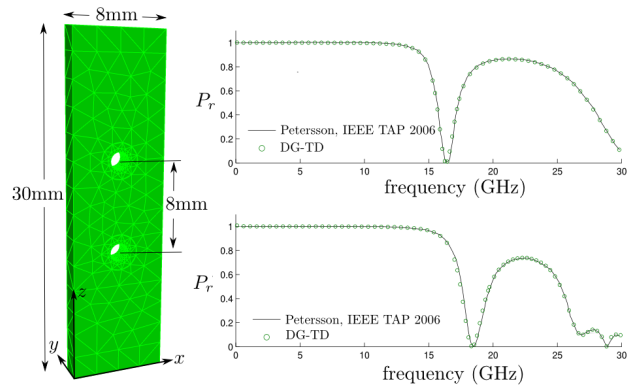 8mm
30mm
8mm
z
y
x
1
0.8
0.6
0.4
0.2
0
P_r
Petersson, IEEE TAP 2006
DG-TD
0 5 10 15 20 25 30
frequency (GHz)
1
0.8
0.6
0.4
0.2
0
P_r
Petersson, IEEE TAP 2006
DG-TD
0 5 10 15 20 25 30
frequency (GHz)